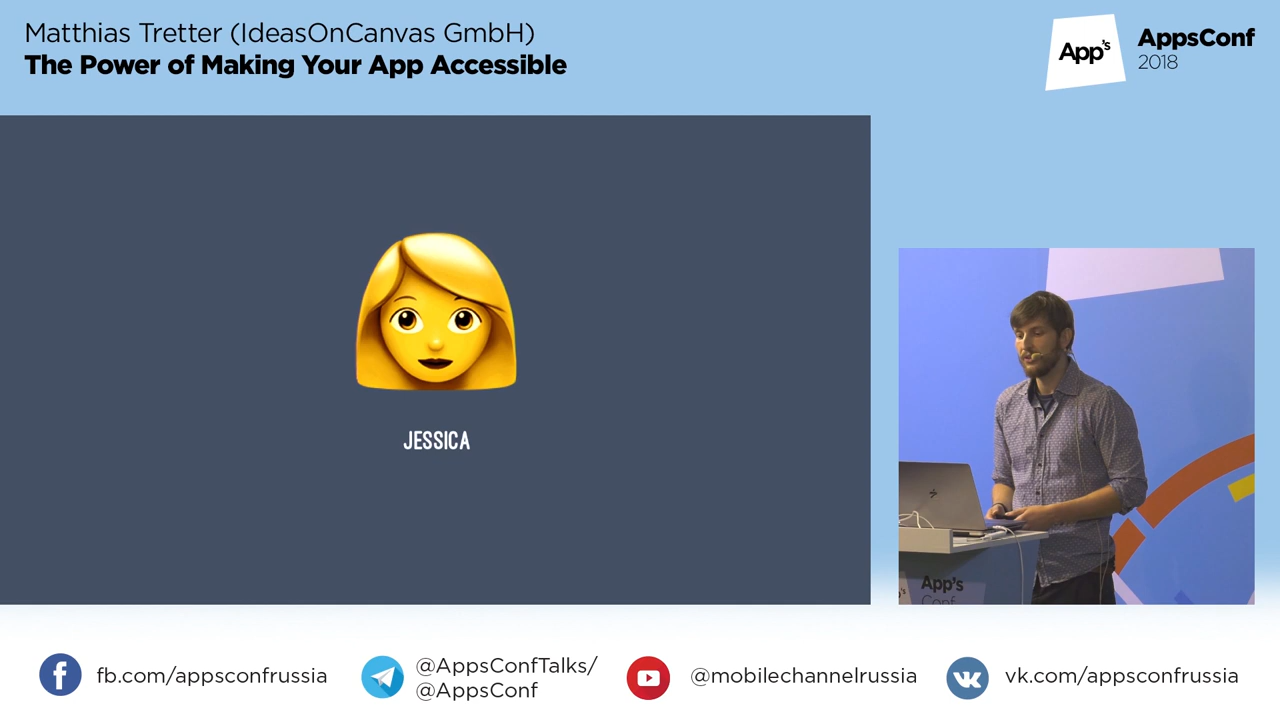 Matthias Tretter (IdeasOnCanvas GmbH)
The Power of Making Your App Accessible
App's
AppsConf
2018
JESSICA
App's
Conf
fb.com/appsconfrussia
@AppsConfTalks/
@AppsConf
@mobilechannelrussia
vk.com/appsconfrussia